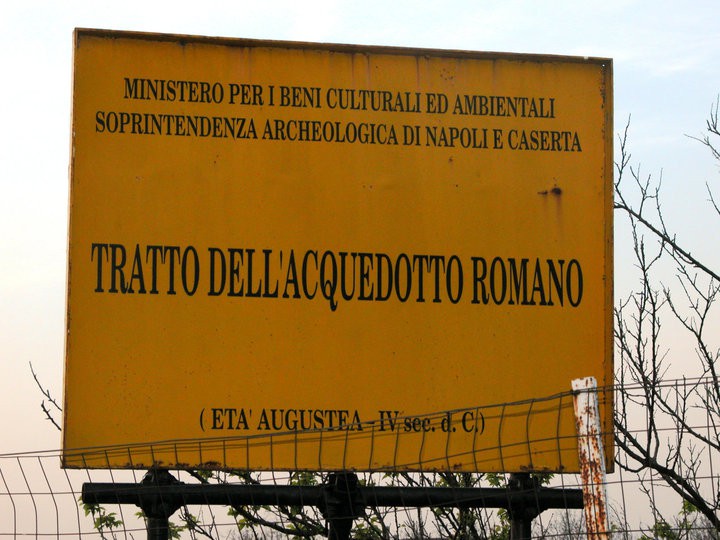 MINISTERO PER I BENI CULTURALI ED AMBIENTALI
SOPRINTENDENZA ARCHEOLOGICA DI NAPOLI E CASERTA
TRATTO DELL'ACQUEDOTTO ROMANO
( ETA' AUGUSTEA - IV sec. d. C.)